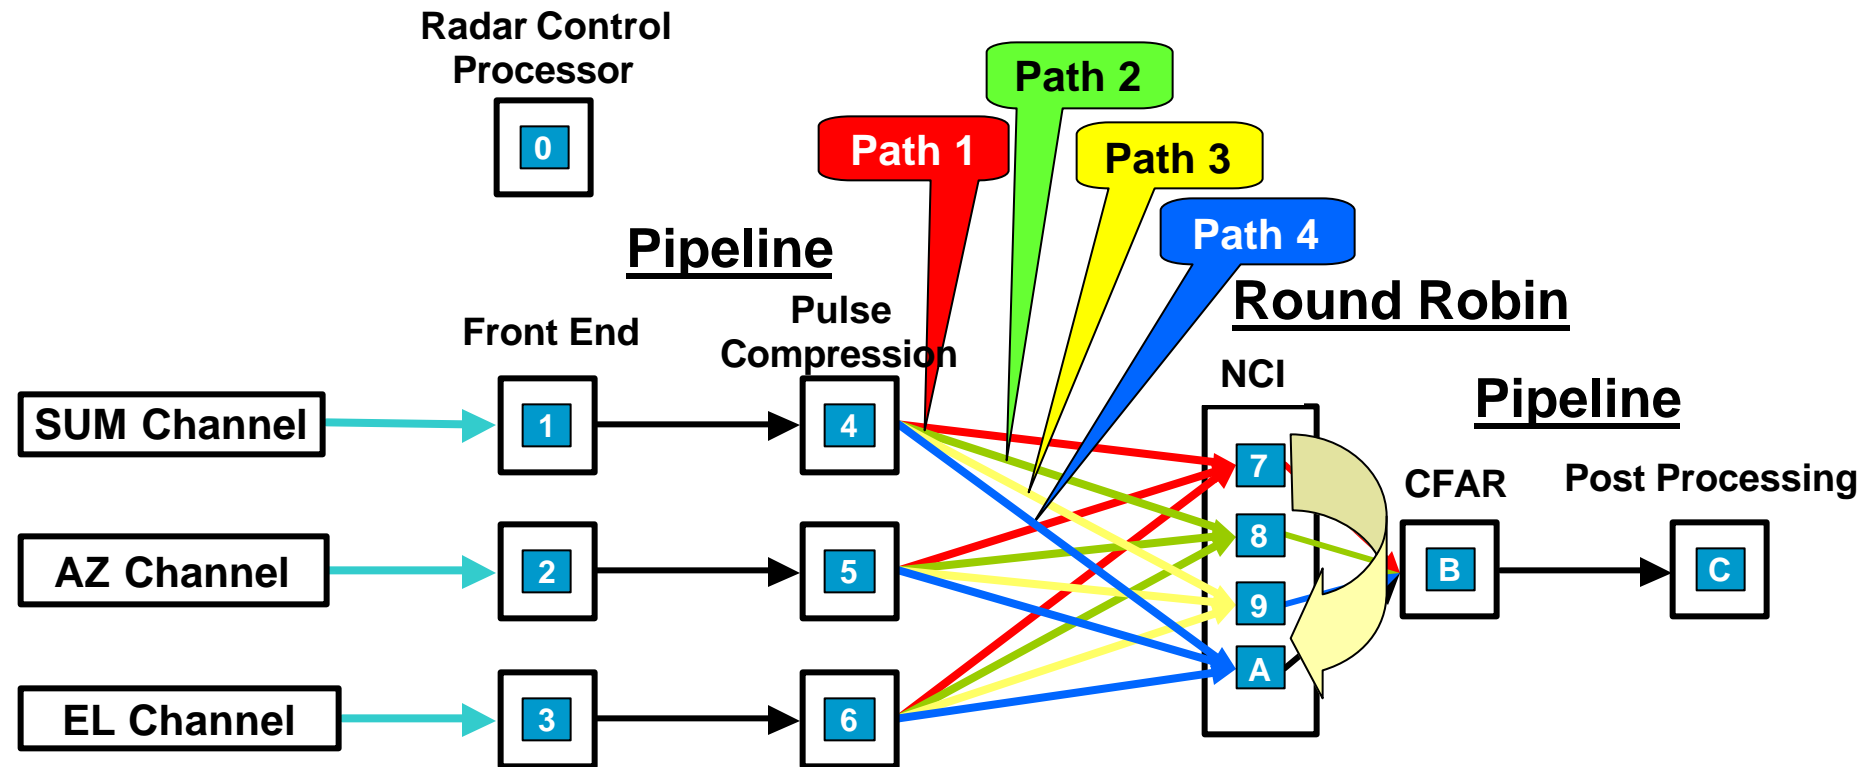 Radar Control
Processor
0
Path 1
Path 2
Path 3
Path 4
Pipeline
Round Robin
Pipeline
Front End
Pulse
Compression
NCI
CFAR
Post Processing
SUM Channel
1
4
7
8
9
A
B
C
AZ Channel
2
5
EL Channel
3
6